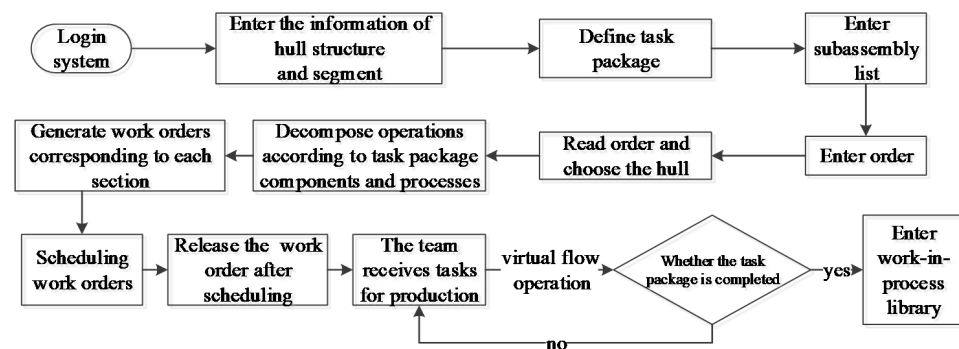 Login
system
Enter the information of
hull structure
and segment
Define task
package
Enter
subassembly
list
Generate work orders
corresponding to each
section
Decompose operations
according to task package
components and processes
Read order and
choose the hull
Enter order
Scheduling
work orders
Release the work
order after
scheduling
The team
receives tasks
for production
virtual flow
operation
Whether the task
package is completed
yes
Enter
work-in-
process
library
no